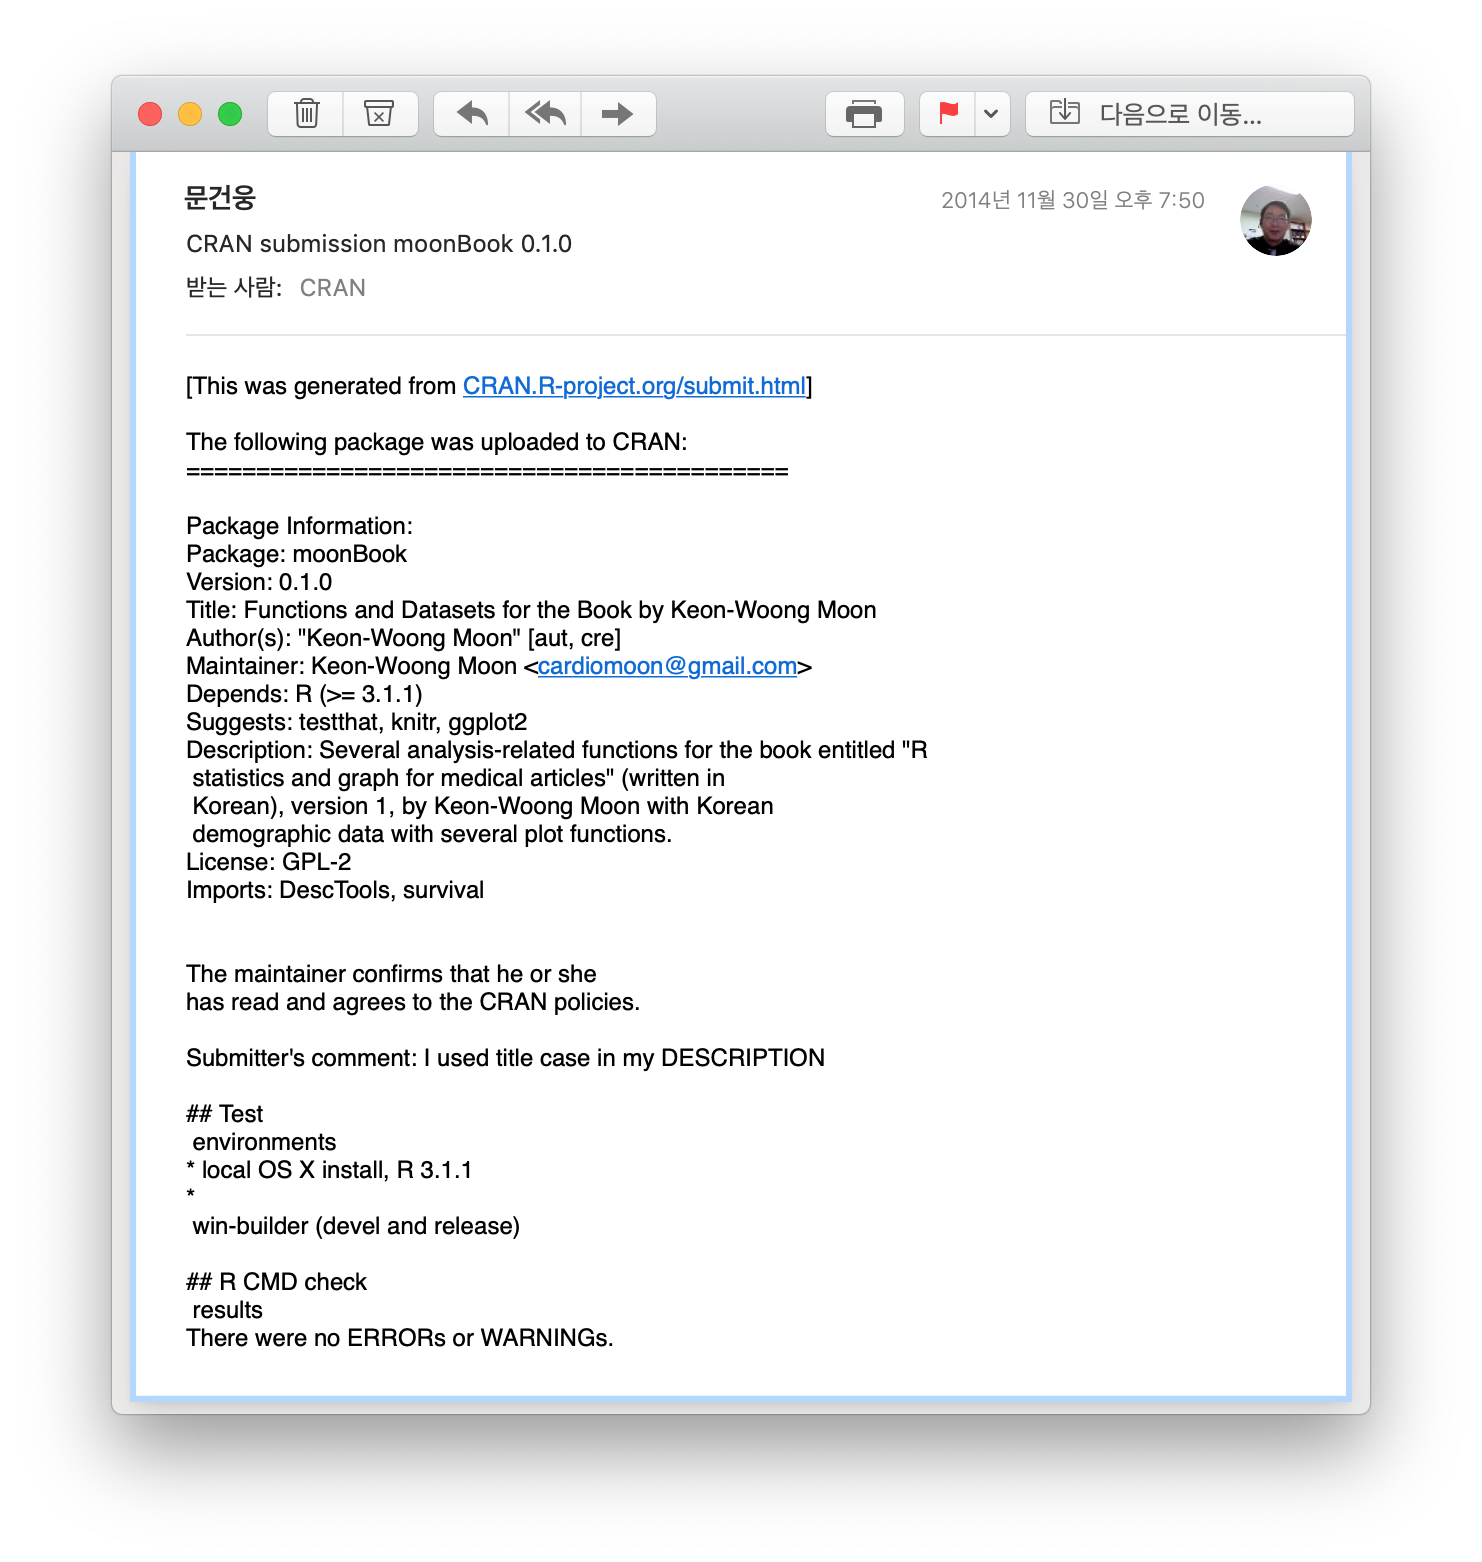 다음으로 이동...
문건웅
2014년 11월 30일 오후 7:50
CRAN submission moonBook 0.1.0
받는 사람: CRAN
[This was generated from CRAN.R-project.org/submit.html]
The following package was uploaded to CRAN:
===========================================
Package Information:
Package: moonBook
Version: 0.1.0
Title: Functions and Datasets for the Book by Keon-Woong Moon
Author(s): "Keon-Woong Moon" [aut, cre]
Maintainer: Keon-Woong Moon <cardiomoon@gmail.com>
Depends: R (>= 3.1.1)
Suggests: testthat, knitr, ggplot2
Description: Several analysis-related functions for the book entitled "R
statistics and graph for medical articles" (written in
Korean), version 1, by Keon-Woong Moon with Korean
demographic data with several plot functions.
License: GPL-2
Imports: DescTools, survival
The maintainer confirms that he or she
has read and agrees to the CRAN policies.
Submitter's comment: I used title case in my DESCRIPTION
## Test
environments
* local OS X install, R 3.1.1
*
win-builder (devel and release)
## R CMD check
results
There were no ERRORs or WARNINGs.